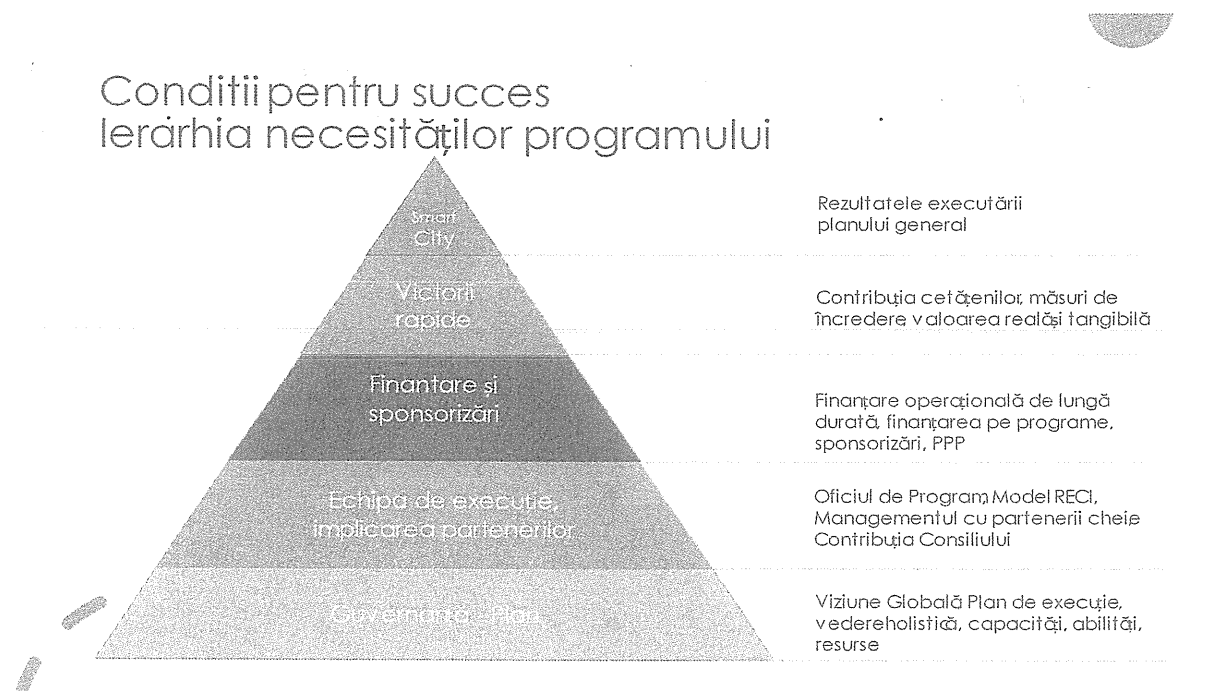 Conditii pentru succes
Ierarhia necesităților programului
Smart
City
Rezultatele executării
planului general
Victorii
rapide
Contribuția cetățenilor, măsuri de
încredere, valoarea reală și tangibilă
Finantare și
sponsorizări
Finanțare operațională de lungă
durată, finanțarea pe programe,
sponsorizări, PPP
Echipa de execuție,
implicarea partenerilor
Oficiul de Program, Model RECI,
Managementul cu partenerii cheie,
Contribuția Consiliului
Guvernanța - Plan
Viziune Globală Plan de execuție,
vedereholistică, capacități, abilități,
resurse